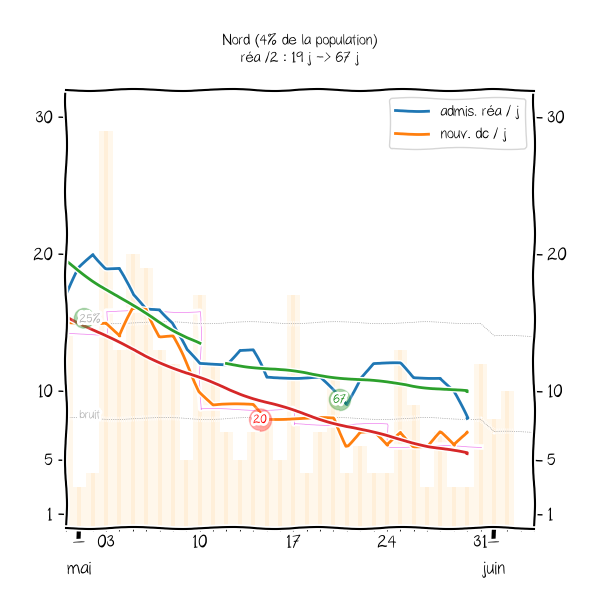 Nord (4% de la population)
réa /2 : 19 j -> 67 j
admis. réa / j
nouv. dc / j
30 30
20 20
25%
10 10
67
bruit
20
5 5
1 1
03 10 17 24 31
mai juin